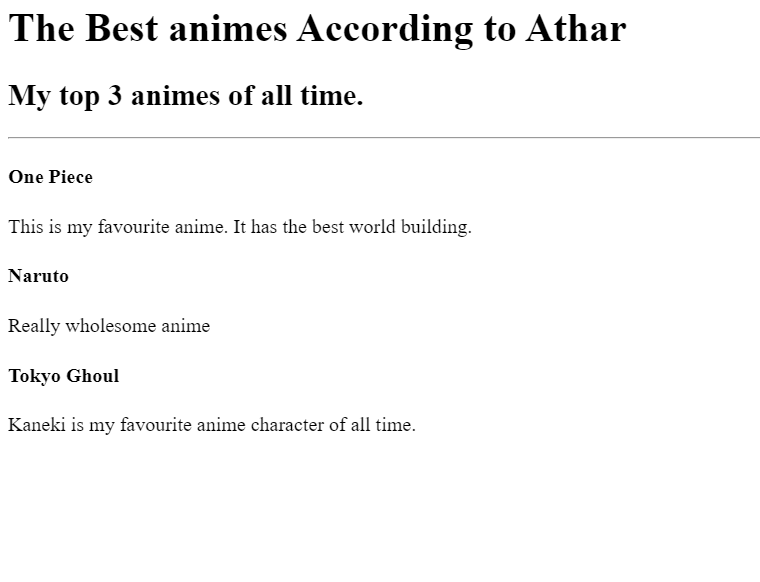 The Best animes According to Athar
My top 3 animes of all time.
One Piece
This is my favourite anime. It has the best world building.
Naruto
Really wholesome anime
Tokyo Ghoul
Kaneki is my favourite anime character of all time.